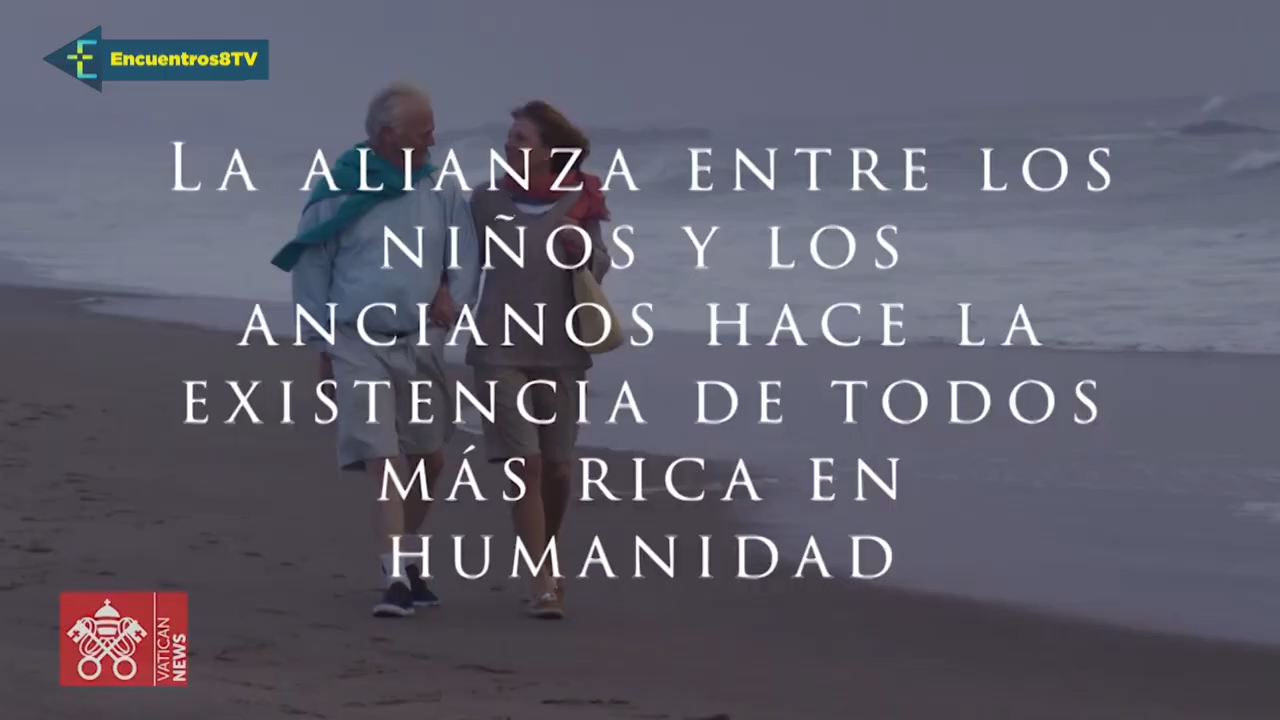 Encuentros8TV
LA ALIANZA ENTRE LOS
NIÑOS Y LOS
ANCIANOS HACE LA
EXISTENCIA DE TODOS
MÁS RICA EN
HUMANIDAD
VATICAN
NEWS